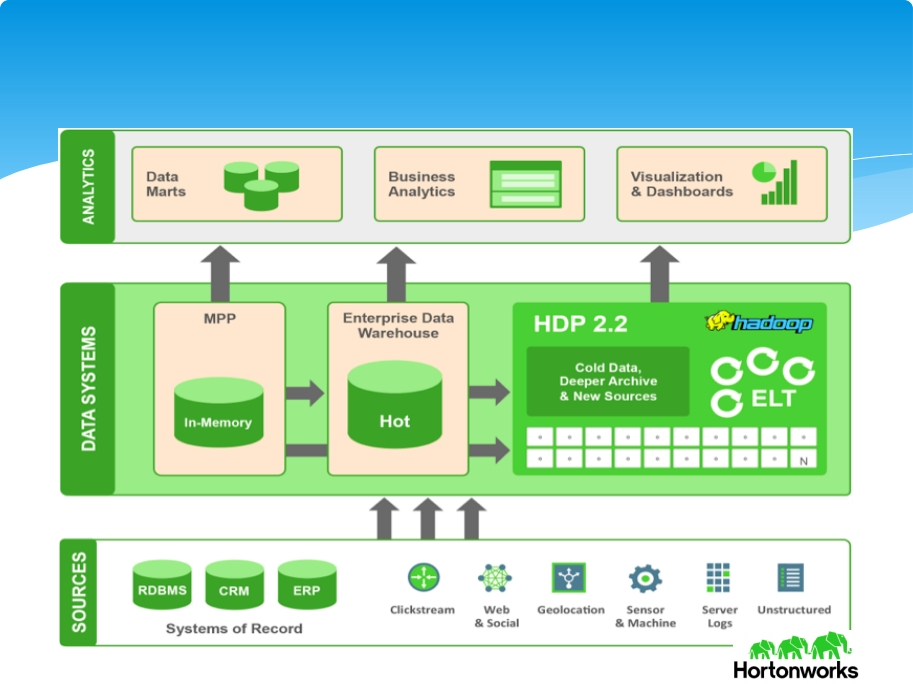 ANALYTICS
Data
Marts
Business
Analytics
Visualization
& Dashboards
DATA SYSTEMS
MPP
In-Memory
Enterprise Data
Warehouse
Hot
HDP 2.2
hadoop
Cold Data,
Deeper Archive
& New Sources
ELT
N
SOURCES
RDBMS
CRM
ERP
Systems of Record
Clickstream
Web
& Social
Geolocation
Sensor
& Machine
Server
Logs
Unstructured
Hortonworks